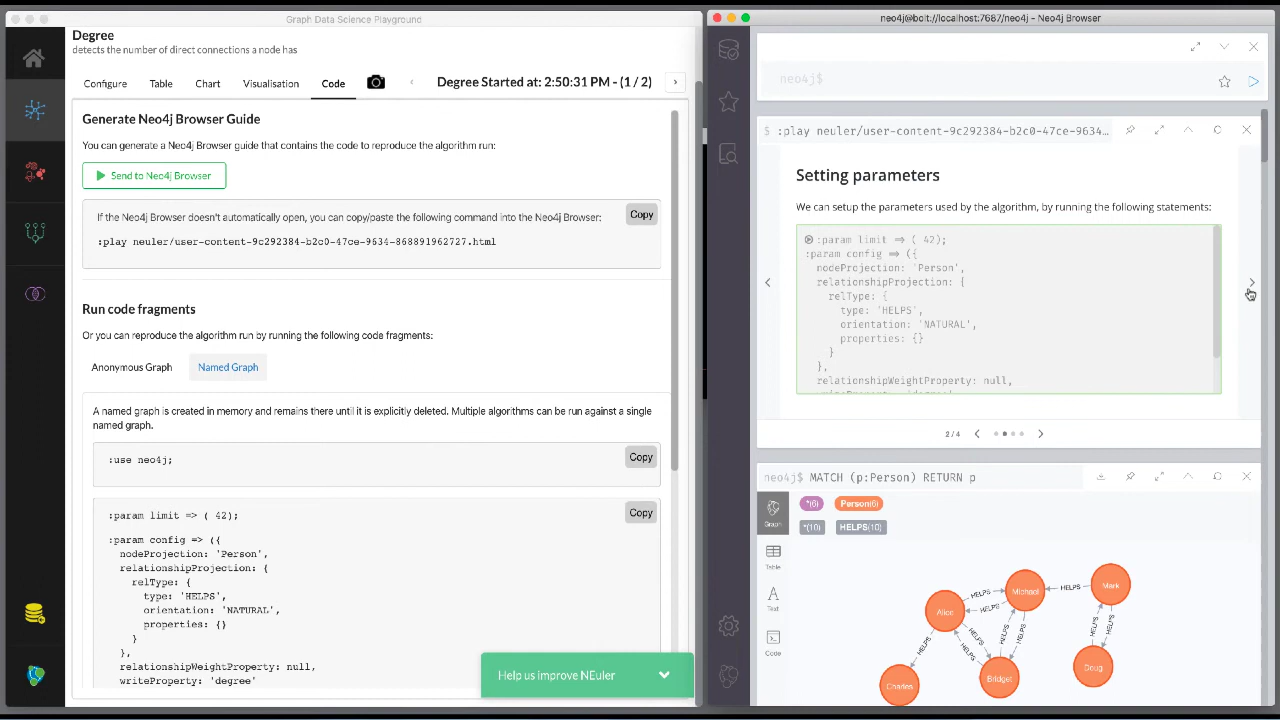 Graph Data Science Playground
Degree
detects the number of direct connections a node has
Configure
Table
Chart
Visualisation
Code
Degree Started at: 2:50:31 PM - (1 / 2)
Generate Neo4j Browser Guide
You can generate a Neo4j Browser guide that contains the code to reproduce the algorithm run:
Send to Neo4j Browser
If the Neo4j Browser doesn't automatically open, you can copy/paste the following command into the Neo4j Browser:
Copy
:play neuler/user-content-9c292384-b2c0-47ce-9634-868891962727.html
Run code fragments
Or you can reproduce the algorithm run by running the following code fragments:
Anonymous Graph
Named Graph
A named graph is created in memory and remains there until it is explicitly deleted. Multiple algorithms can be run against a single
named graph.
:use neo4j;
Copy
:param limit => ( 42);
Copy
:param config => ({
nodeProjection: 'Person',
relationshipProjection: {
relType: {
type: 'HELPS',
orientation: 'NATURAL',
properties: {}
}
},
relationshipWeightProperty: null,
writeProperty: 'degree'
Help us improve NEuler
neo4j@bolt://localhost:7687/neo4j - Neo4j Browser
neo4j$
$ :play neuler/user-content-9c292384-b2c0-47ce-9634…
Setting parameters
We can setup the parameters used by the algorithm, by running the following statements:
:param limit => ( 42);
:param config => ({
nodeProjection: 'Person',
relationshipProjection: {
relType: {
type: 'HELPS',
orientation: 'NATURAL',
properties: {}
}
},
relationshipWeightProperty: null,
2/4
neo4j$ MATCH (p:Person) RETURN p
Graph
Table
Text
Code
*(6)
Person(6)
*(10)
HELPS(10)
Michael
HELPS
Mark
Alice
HELPS
HELPS
HELPS
HELPS
HELPS
HELPS
HELPS
HELPS
HELPS
Charles
Bridget
Doug